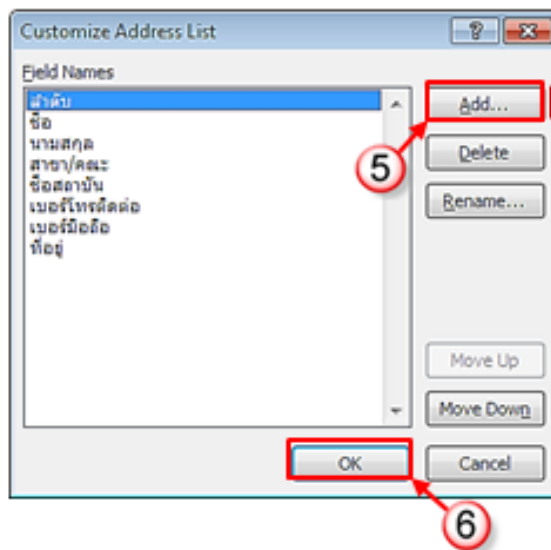 Customize Address List
Field Names
ลำดับ
ชื่อ
นามสกุล
สาขา/คณะ
ชื่อสถาบัน
เบอร์โทรติดต่อ
เบอร์มือถือ
ที่อยู่
Add...
5
Delete
Rename...
Move Up
Move Down
OK
Cancel
6